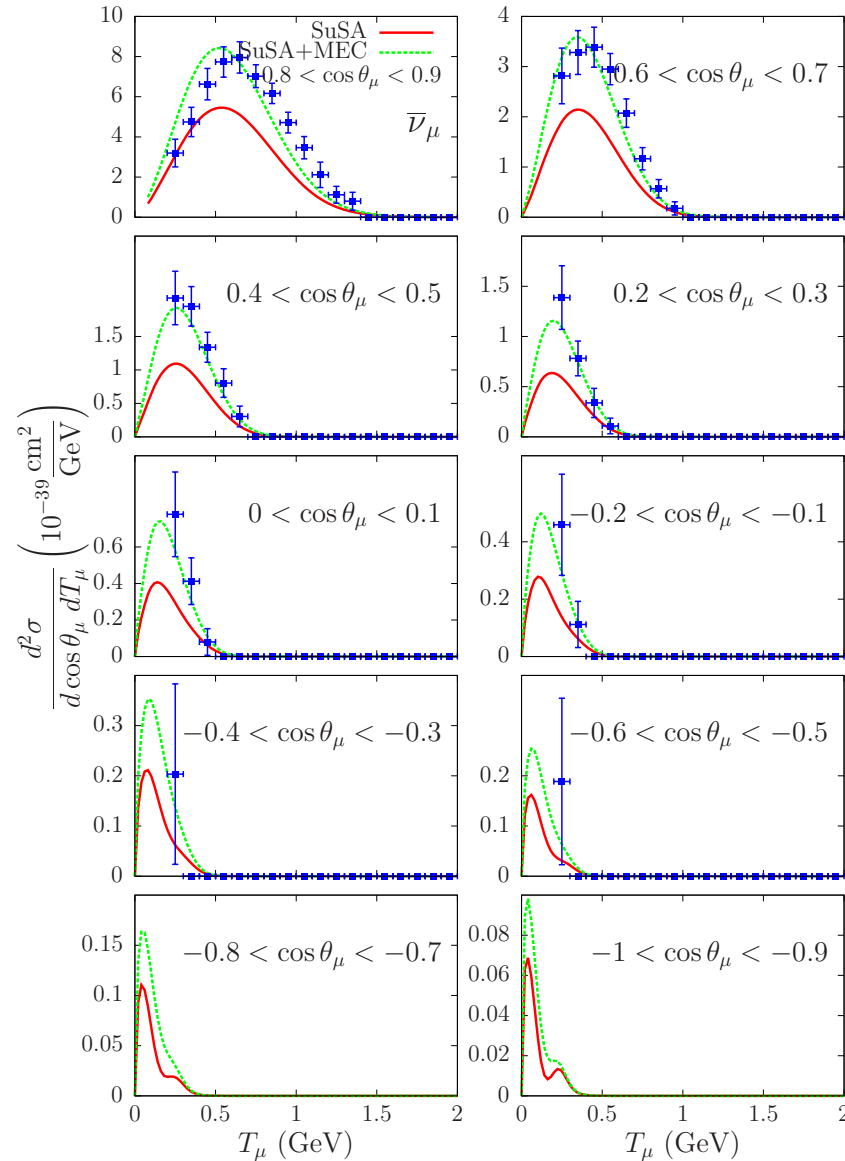 SuSA
SuSA+MEC
0.8 < cos θ_μ < 0.9
ν̅_μ
10
8
6
4
2
0
0.6 < cos θ_μ < 0.7
4
3
2
1
0
0.4 < cos θ_μ < 0.5
1.5
1
0.5
0
0.2 < cos θ_μ < 0.3
1.5
1
0.5
0
0 < cos θ_μ < 0.1
0.6
0.4
0.2
0
−0.2 < cos θ_μ < −0.1
0.4
0.2
0
−0.4 < cos θ_μ < −0.3
0.3
0.2
0.1
0
−0.6 < cos θ_μ < −0.5
0.2
0.1
0
−0.8 < cos θ_μ < −0.7
0.15
0.1
0.05
0
−1 < cos θ_μ < −0.9
0.08
0.06
0.04
0.02
0
0 0.5 1 1.5 2
0 0.5 1 1.5 2
T_μ (GeV)
T_μ (GeV)
d²σ / d cos θ_μ dT_μ (10⁻³⁹ cm² / GeV)